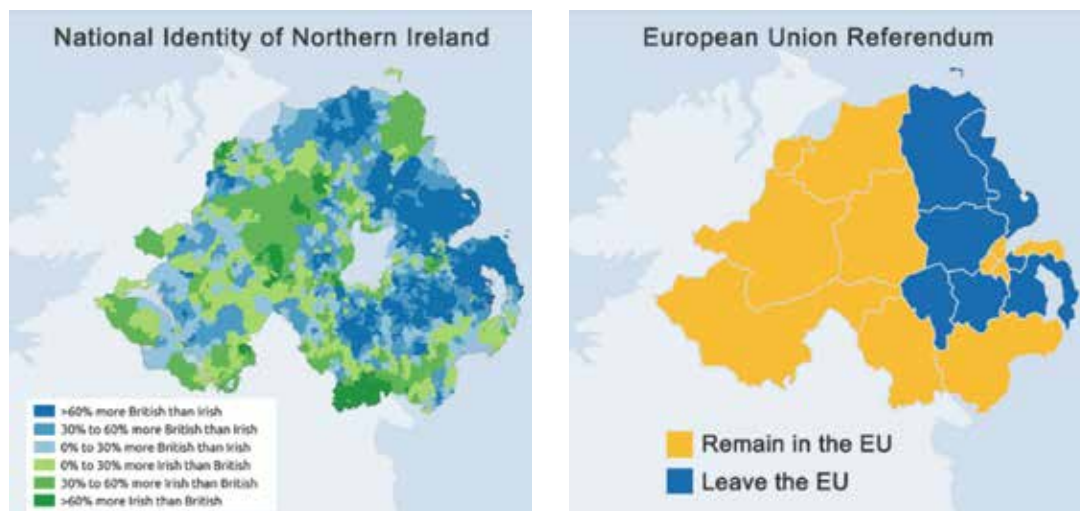 National Identity of Northern Ireland
>60% more British than Irish
30% to 60% more British than Irish
0% to 30% more British than Irish
0% to 30% more Irish than British
30% to 60% more Irish than British
>60% more Irish than British
European Union Referendum
Remain in the EU
Leave the EU